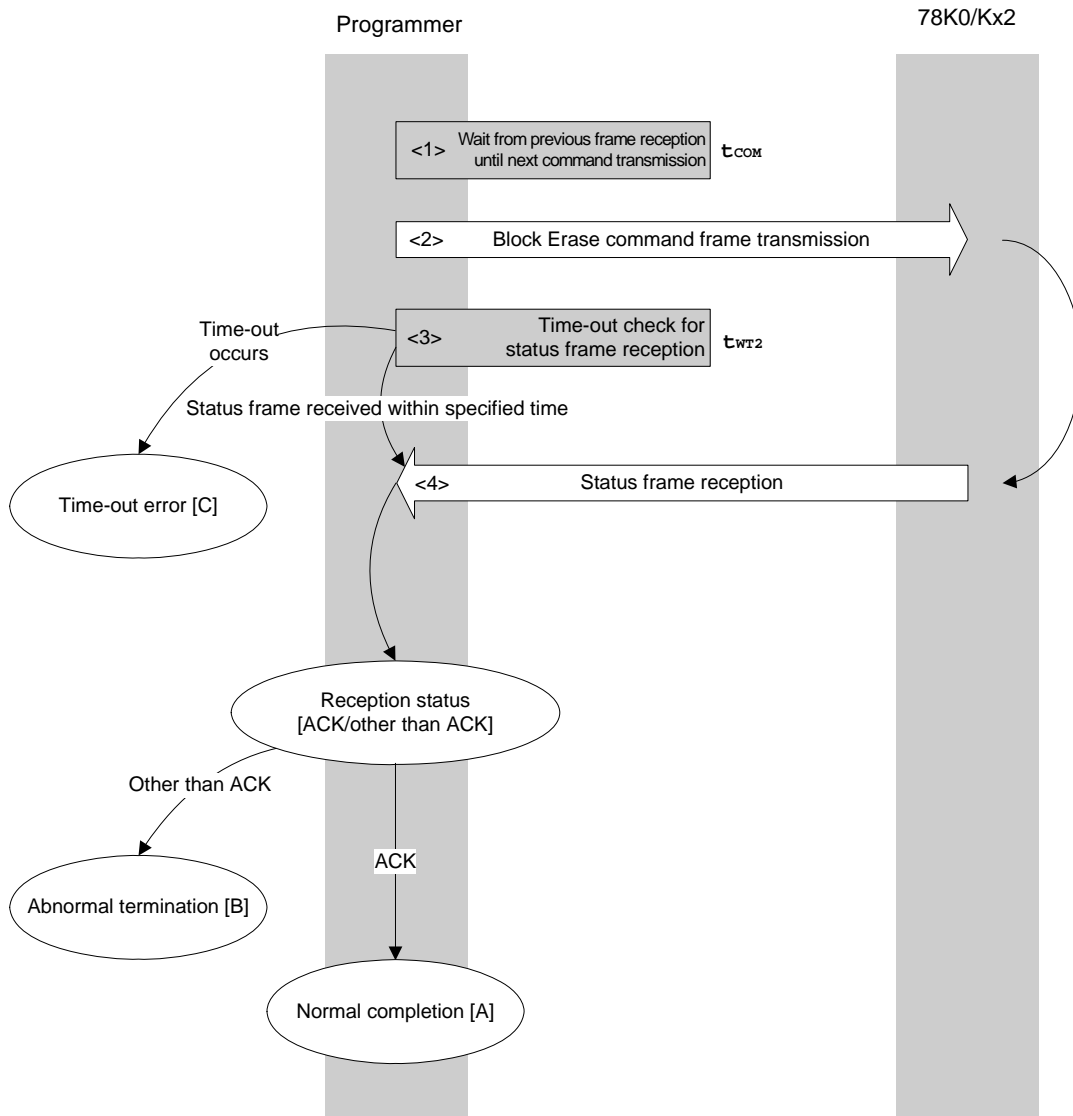 Programmer
78K0/Kx2
<1> Wait from previous frame reception
until next command transmission
tCOM
<2> Block Erase command frame transmission
<3> Time-out check for
status frame reception
tWT2
Time-out
occurs
Status frame received within specified time
<4> Status frame reception
Time-out error [C]
Reception status
[ACK/other than ACK]
Other than ACK
ACK
Abnormal termination [B]
Normal completion [A]